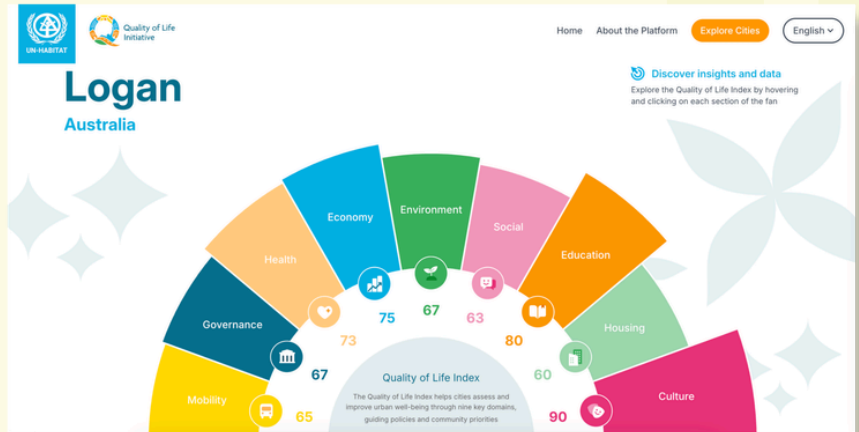 UN-HABITAT
Quality of Life
Initiative
Home
About the Platform
Explore Cities
English
Logan
Australia
Discover insights and data
Explore the Quality of Life Index by hovering
and clicking on each section of the fan
Mobility
65
Governance
67
Health
73
Economy
75
Environment
67
Social
63
Education
80
Housing
60
Culture
90
Quality of Life Index
The Quality of Life Index helps cities assess and
improve urban well-being through nine key domains,
guiding policies and community priorities